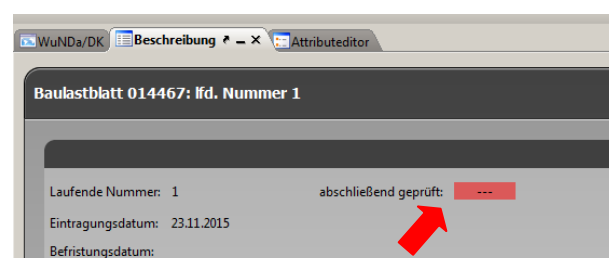 WuNDa/DK Beschreibung Attributeditor
Baulastblatt 014467: lfd. Nummer 1
Laufende Nummer: 1 abschließend geprüft: ---
Eintragungsdatum: 23.11.2015
Befristungsdatum: